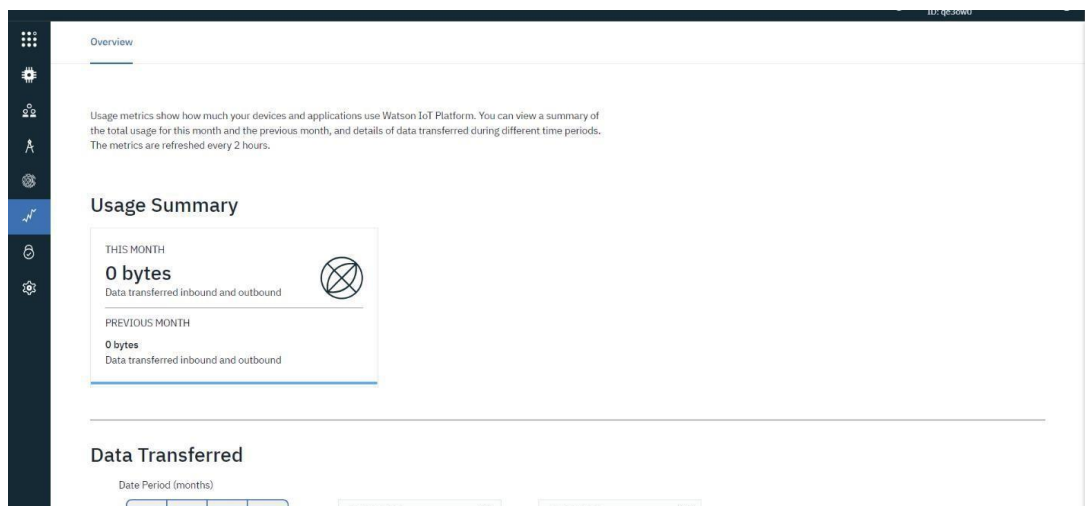 Overview
Usage metrics show how much your devices and applications use Watson IoT Platform. You can view a summary of
the total usage for this month and the previous month, and details of data transferred during different time periods.
The metrics are refreshed every 2 hours.
Usage Summary
THIS MONTH
0 bytes
Data transferred inbound and outbound
PREVIOUS MONTH
0 bytes
Data transferred inbound and outbound
Data Transferred
Date Period (months)